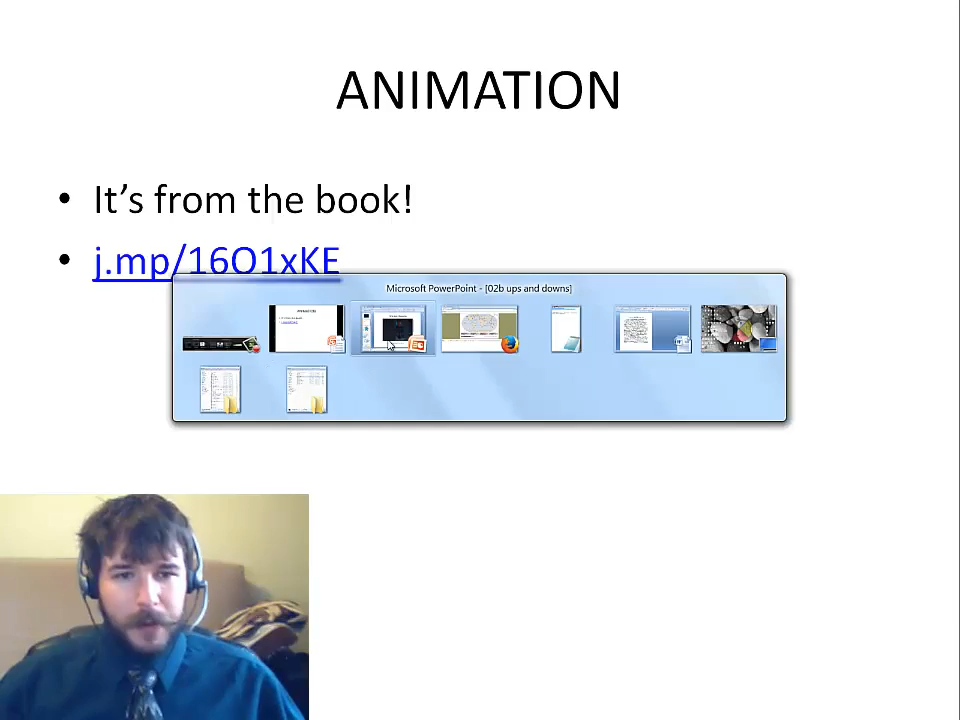 ANIMATION
• It's from the book!
• j.mp/16O1xKE
Microsoft PowerPoint - [02b ups and downs]